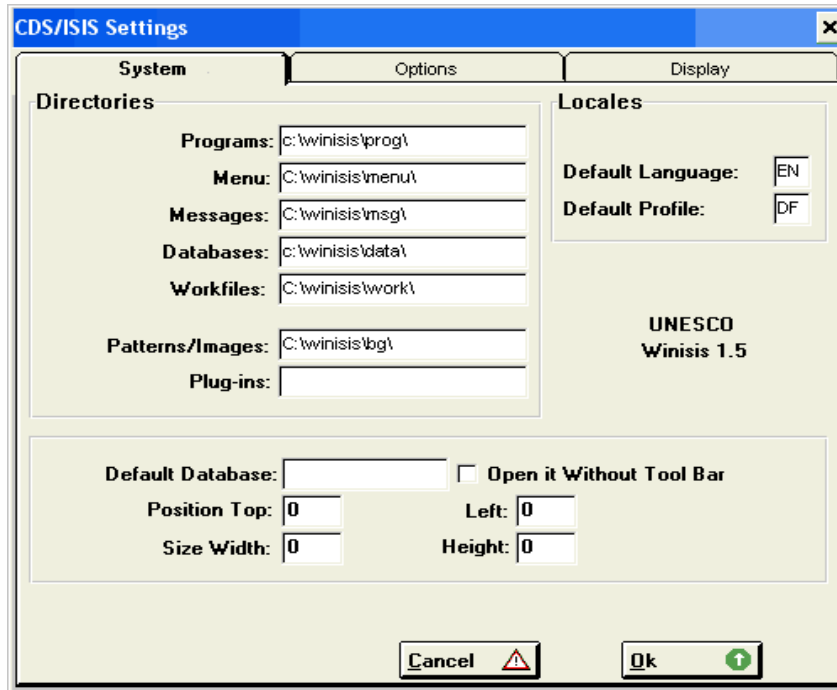 CDS/ISIS Settings
System Options Display
Directories
Programs: c:\winisis\prog\
Menu: C:\winisis\menu\
Messages: C:\winisis\msg\
Databases: c:\winisis\data\
Workfiles: C:\winisis\work\
Patterns/Images: C:\winisis\bg\
Plug-ins:
Locales
Default Language: EN
Default Profile: DF
UNESCO
Winisis 1.5
Default Database: Open it Without Tool Bar
Position Top: 0 Left: 0
Size Width: 0 Height: 0
Cancel Ok